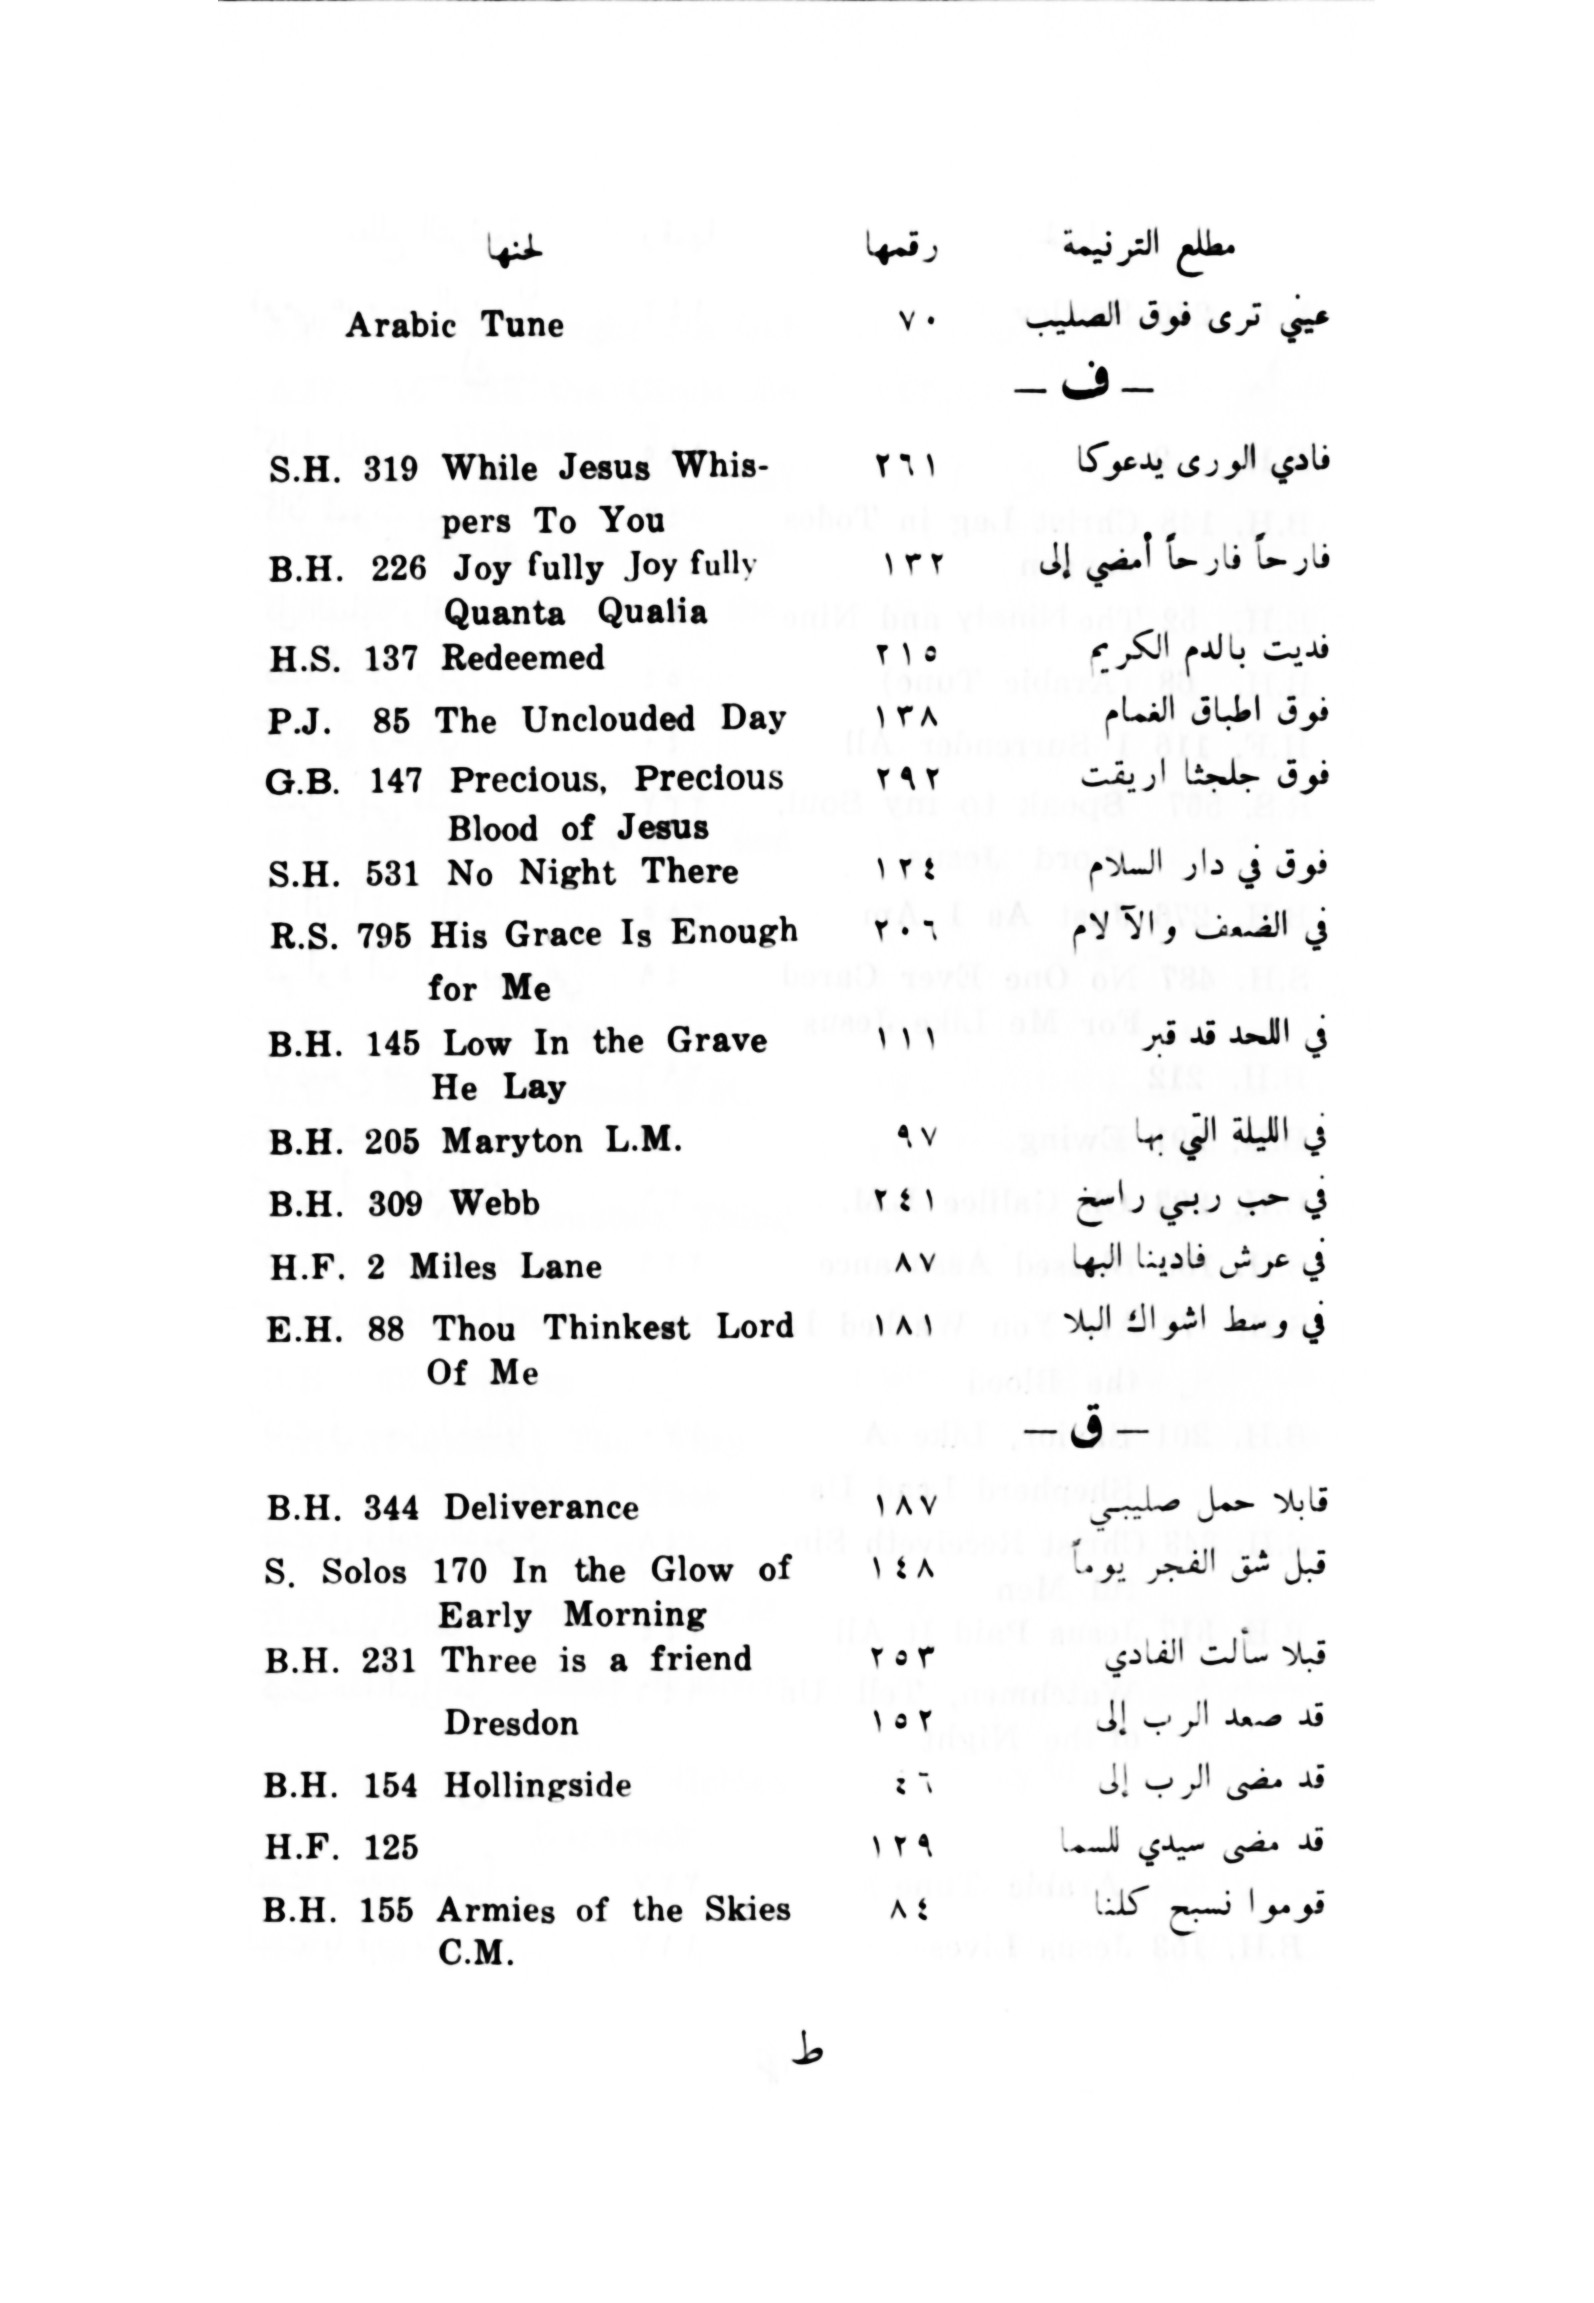 مطلع الترنيمة رقمها لحنها
عيني ترى فوق الصليب ٧٠ Arabic Tune
— ف —
فادي الورى يدعوكا ٢٦١ S.H. 319 While Jesus Whis-
pers To You
فارحاً فارحاً أمضي إلى ١٣٢ B.H. 226 Joy fully Joy fully
Quanta Qualia
فديت بالدم الكريم ٢١٥ H.S. 137 Redeemed
فوق اطباق الغمام ١٣٨ P.J. 85 The Unclouded Day
فوق جلجثا اريقت ٢٩٢ G.B. 147 Precious, Precious
Blood of Jesus
فوق في دار السلام ١٢٤ S.H. 531 No Night There
في الضعف والآلام ٢٠٦ R.S. 795 His Grace Is Enough
for Me
في اللحد قد قبر ١١١ B.H. 145 Low In the Grave
He Lay
في الليلة التي بها ٩٧ B.H. 205 Maryton L.M.
في حب ربي راسخ ٢٤١ B.H. 309 Webb
في عرش فادينا البها ٨٧ H.F. 2 Miles Lane
في وسط اشواك البلا ١٨١ E.H. 88 Thou Thinkest Lord
Of Me
— ق —
قابلا حمل صليبي ١٨٧ B.H. 344 Deliverance
قبل شق الفجر يوماً ١٤٨ S. Solos 170 In the Glow of
Early Morning
قبلا سألت الفادي ٢٥٣ B.H. 231 Three is a friend
قد صعد الرب إلى ١٥٢ Dresdon
قد مضى الرب إلى ٤٦ B.H. 154 Hollingside
قد مضى سيدي للسما ١٢٩ H.F. 125
قوموا نسبح كلنا ٨٤ B.H. 155 Armies of the Skies
C.M.
ط